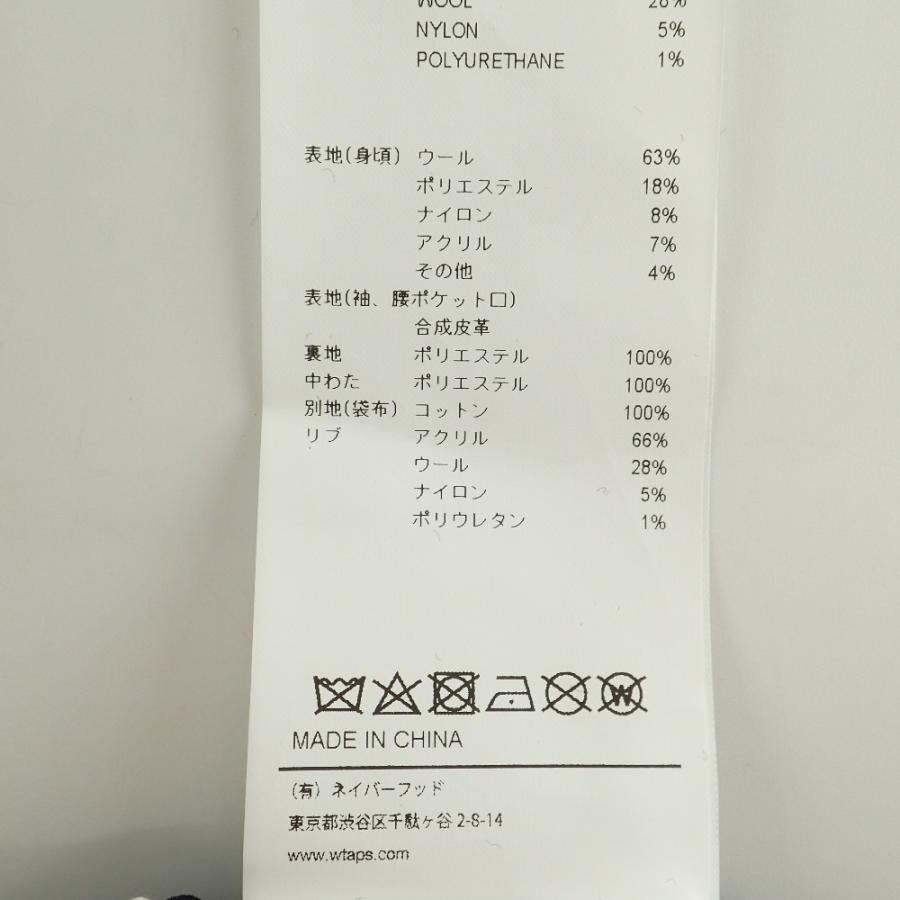 WOOL 28%
NYLON 5%
POLYURETHANE 1%
表地(身頃) ウール 63%
ポリエステル 18%
ナイロン 8%
アクリル 7%
その他 4%
表地(袖、腰ポケット口)
合成皮革
裏地 ポリエステル 100%
中わた ポリエステル 100%
別地(袋布) コットン 100%
リブ アクリル 66%
ウール 28%
ナイロン 5%
ポリウレタン 1%
W
MADE IN CHINA
(有) ネイバーフッド
東京都渋谷区千駄ヶ谷 2-8-14
www.wtaps.com